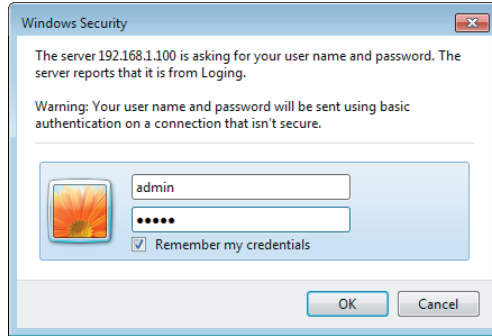 Windows Security
The server 192.168.1.100 is asking for your user name and password. The
server reports that it is from Loging.
Warning: Your user name and password will be sent using basic
authentication on a connection that isn't secure.
admin
•••••
Remember my credentials
OK
Cancel